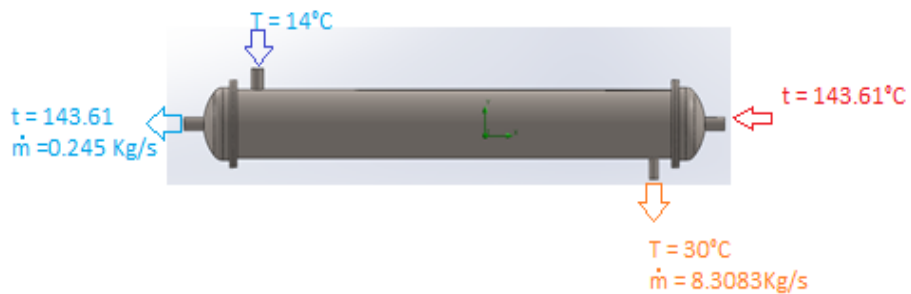 T = 14°C
t = 143.61
ṁ =0.245 Kg/s
t = 143.61°C
T = 30°C
ṁ = 8.3083Kg/s